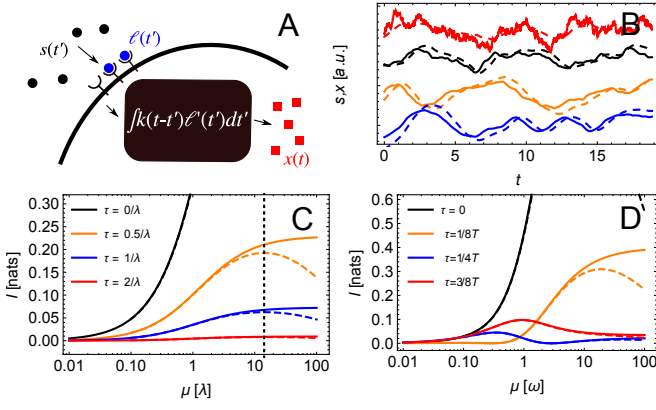 A
s(t')
ℓ(t')
∫k(t-t')ℓ'(t')dt'
x(t)
B
s,x [a.u.]
0 5 10 15
t
C
τ = 0/λ
τ = 0.5/λ
τ = 1/λ
τ = 2/λ
I [nats]
0.30
0.25
0.20
0.15
0.10
0.05
0.00
0.01 0.10 1 10 100
μ [λ]
D
τ = 0
τ=1/8T
τ=1/4T
τ=3/8T
I [nats]
0.6
0.5
0.4
0.3
0.2
0.1
0.0
0.01 0.10 1 10 100
μ [ω]